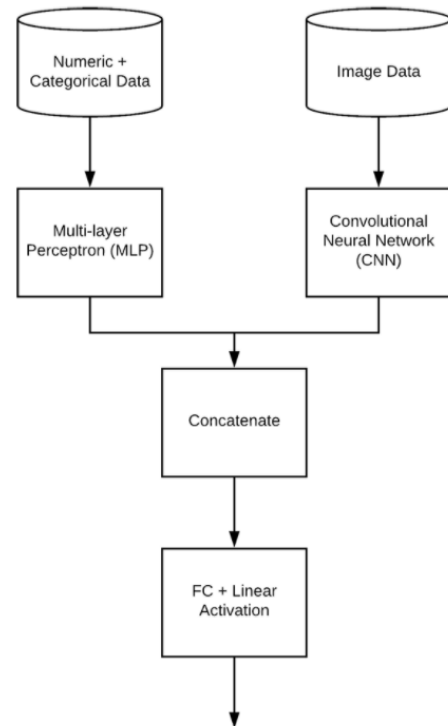 Numeric +
Categorical Data
Image Data
Multi-layer
Perceptron (MLP)
Convolutional
Neural Network
(CNN)
Concatenate
FC + Linear
Activation